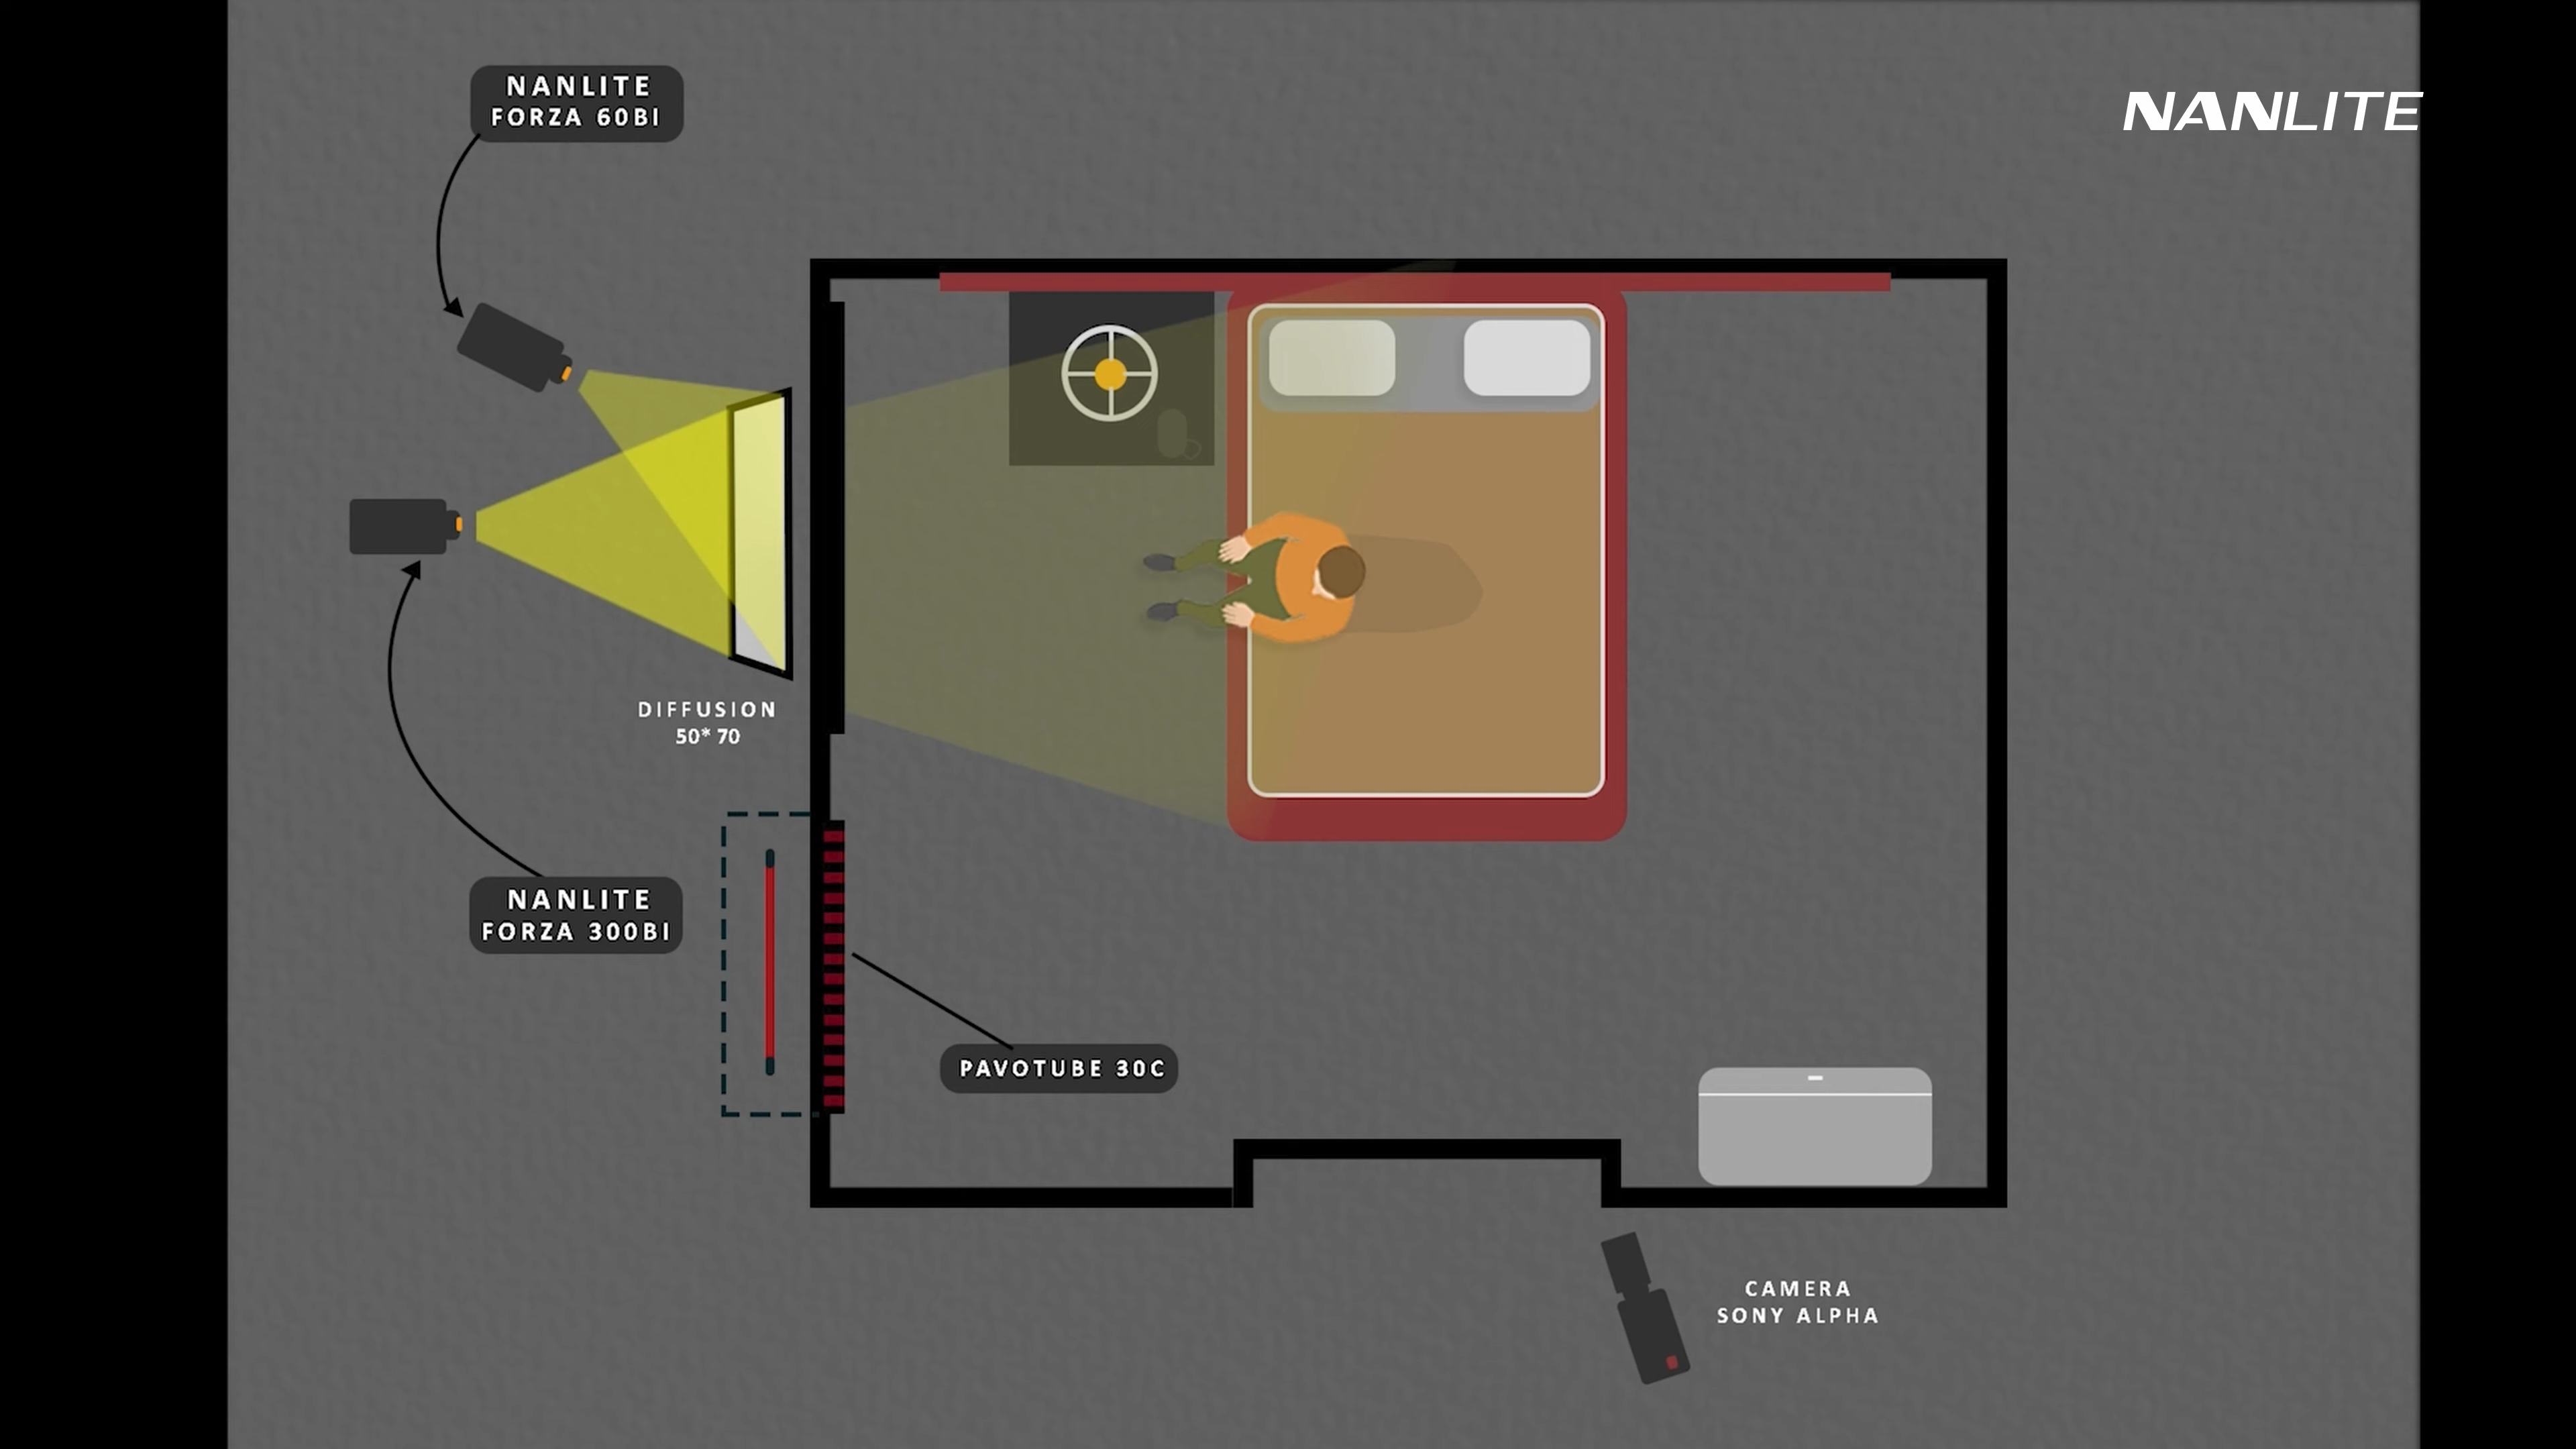 NANLITE
FORZA 60BI
NANLITE
DIFFUSION
50* 70
NANLITE
FORZA 300BI
PAVOTUBE 30C
CAMERA
SONY ALPHA